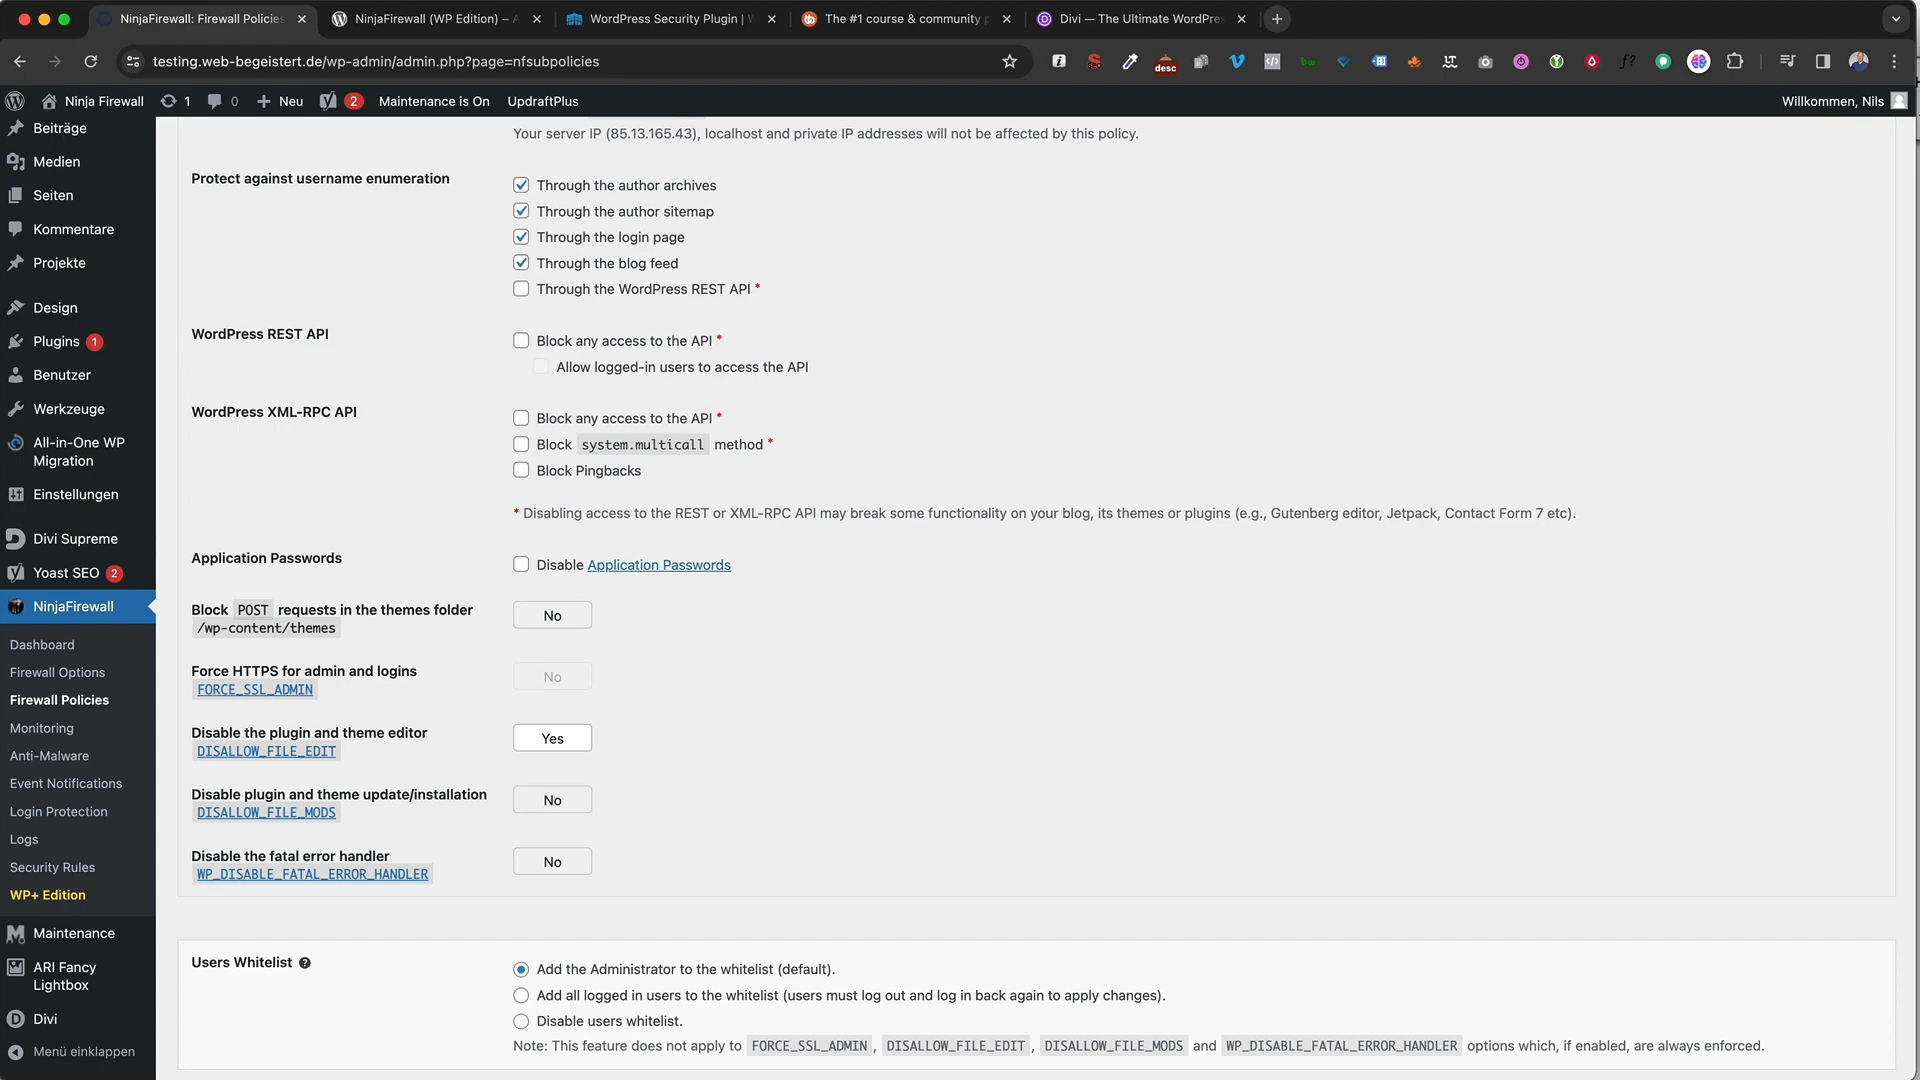 NinjaFirewall: Firewall Policies
NinjaFirewall (WP Edition) – A
WordPress Security Plugin | W
The #1 course & community p
Divi — The Ultimate WordPre
testing.web-begeistert.de/wp-admin/admin.php?page=nfsubpolicies
Ninja Firewall
1
0
Neu
2
Maintenance is On
UpdraftPlus
Willkommen, Nils
Beiträge
Medien
Seiten
Kommentare
Projekte
Design
Plugins 1
Benutzer
Werkzeuge
All-in-One WP
Migration
Einstellungen
Divi Supreme
Yoast SEO 2
NinjaFirewall
Dashboard
Firewall Options
Firewall Policies
Monitoring
Anti-Malware
Event Notifications
Login Protection
Logs
Security Rules
WP+ Edition
Maintenance
ARI Fancy
Lightbox
Divi
Menü einklappen
Your server IP (85.13.165.43), localhost and private IP addresses will not be affected by this policy.
Protect against username enumeration
Through the author archives
Through the author sitemap
Through the login page
Through the blog feed
Through the WordPress REST API *
WordPress REST API
Block any access to the API *
Allow logged-in users to access the API
WordPress XML-RPC API
Block any access to the API *
Block system.multicall method *
Block Pingbacks
* Disabling access to the REST or XML-RPC API may break some functionality on your blog, its themes or plugins (e.g., Gutenberg editor, Jetpack, Contact Form 7 etc).
Application Passwords
Disable Application Passwords
Block POST requests in the themes folder
/wp-content/themes
No
Force HTTPS for admin and logins
FORCE_SSL_ADMIN
No
Disable the plugin and theme editor
DISALLOW_FILE_EDIT
Yes
Disable plugin and theme update/installation
DISALLOW_FILE_MODS
No
Disable the fatal error handler
WP_DISABLE_FATAL_ERROR_HANDLER
No
Users Whitelist
Add the Administrator to the whitelist (default).
Add all logged in users to the whitelist (users must log out and log in back again to apply changes).
Disable users whitelist.
Note: This feature does not apply to FORCE_SSL_ADMIN, DISALLOW_FILE_EDIT, DISALLOW_FILE_MODS and WP_DISABLE_FATAL_ERROR_HANDLER options which, if enabled, are always enforced.